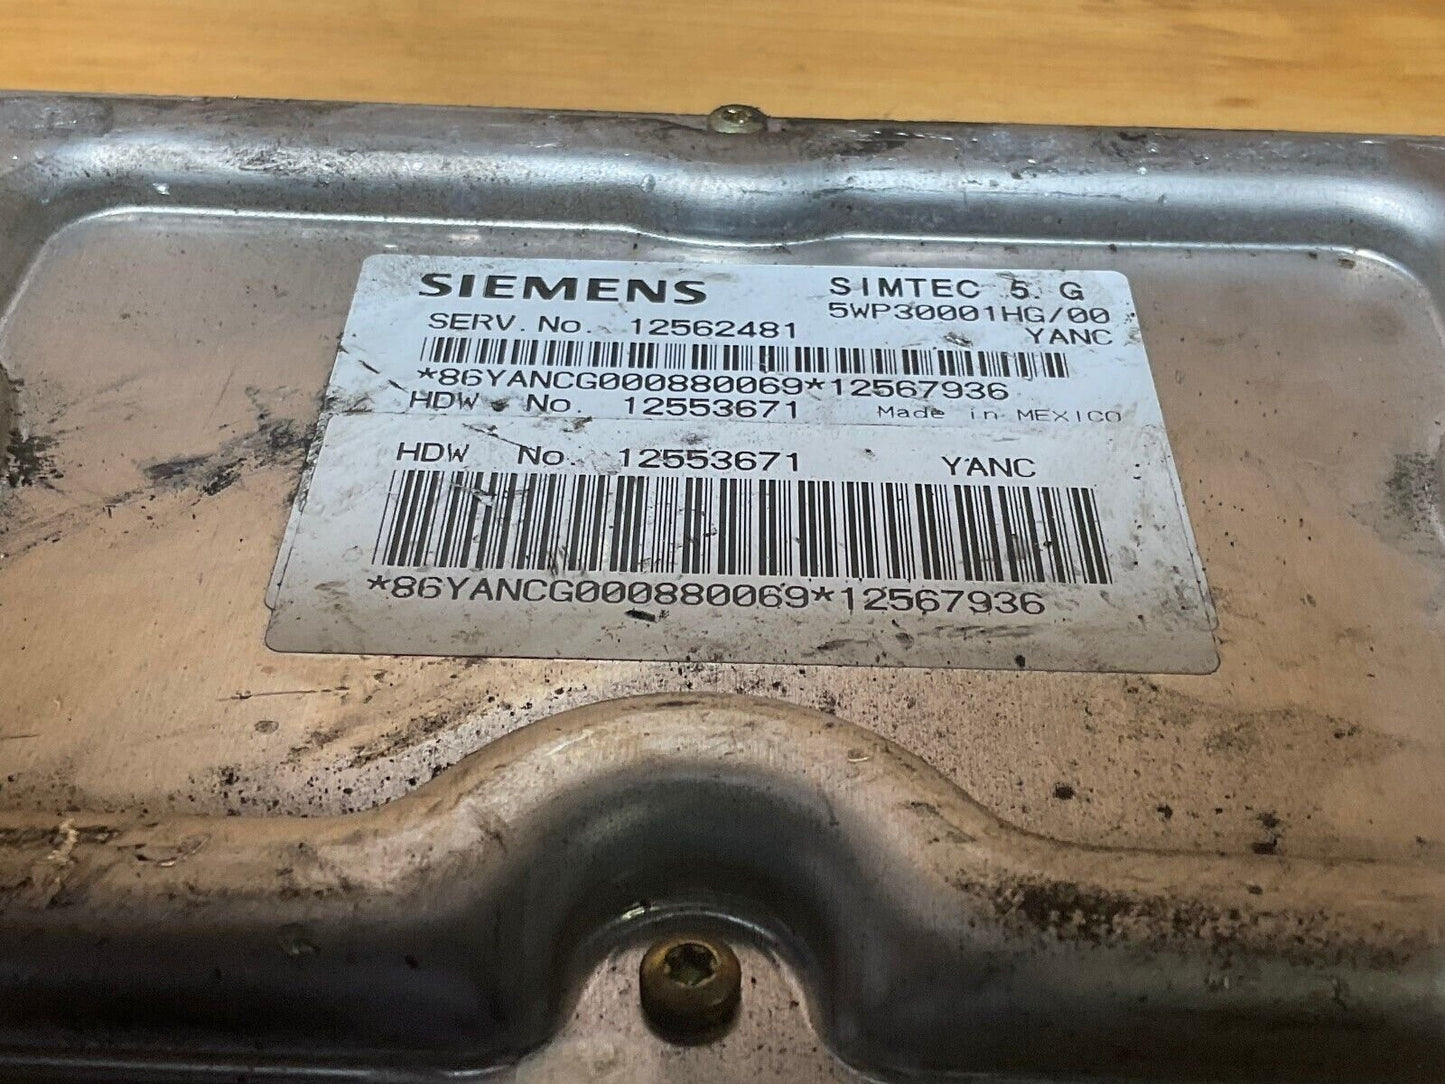 SIEMENS SIMTEC 5.G
5WP30001HG/00
SERV.No. 12562481 YANC
*86YANCG000880069*12567936
HDW No. 12553671 Made in MEXICO
HDW No. 12553671 YANC
*86YANCG000880069*12567936